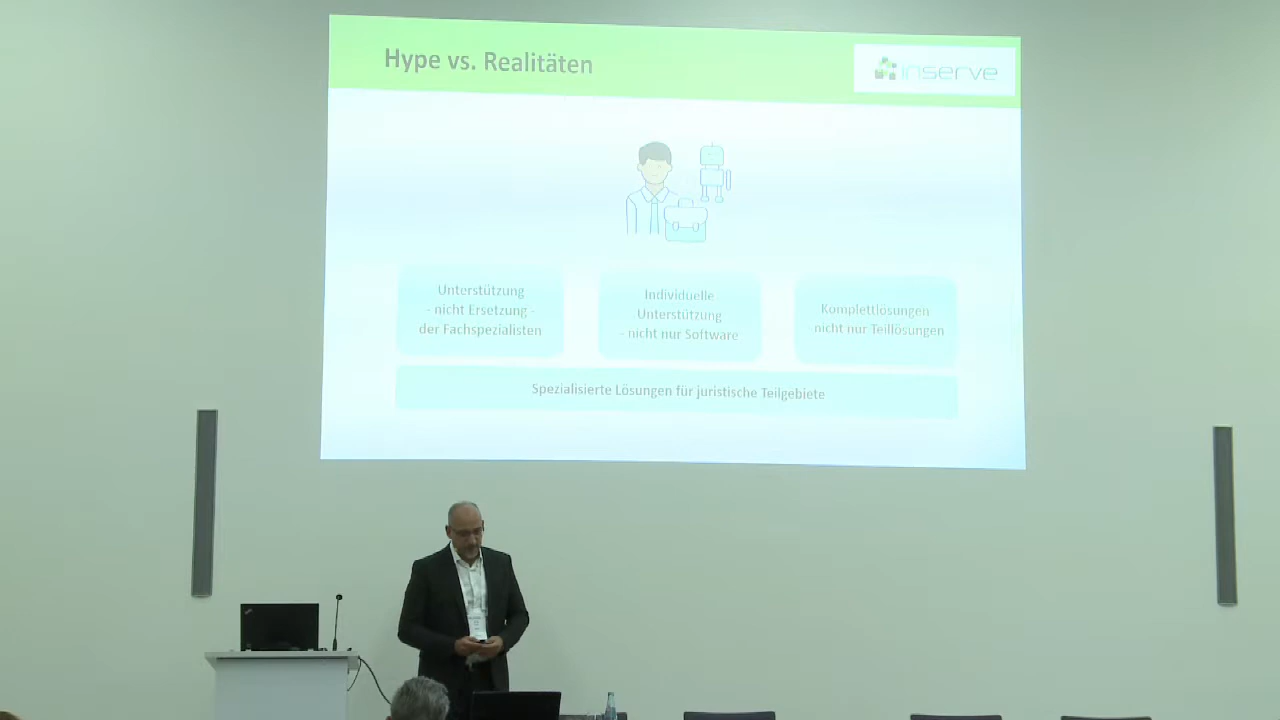 Hype vs. Realitäten
inserve
Unterstützung
- nicht Ersetzung -
der Fachspezialisten
Individuelle
Unterstützung
- nicht nur Software
Komplettlösungen
nicht nur Teillösungen
Spezialisierte Lösungen für juristische Teilgebiete